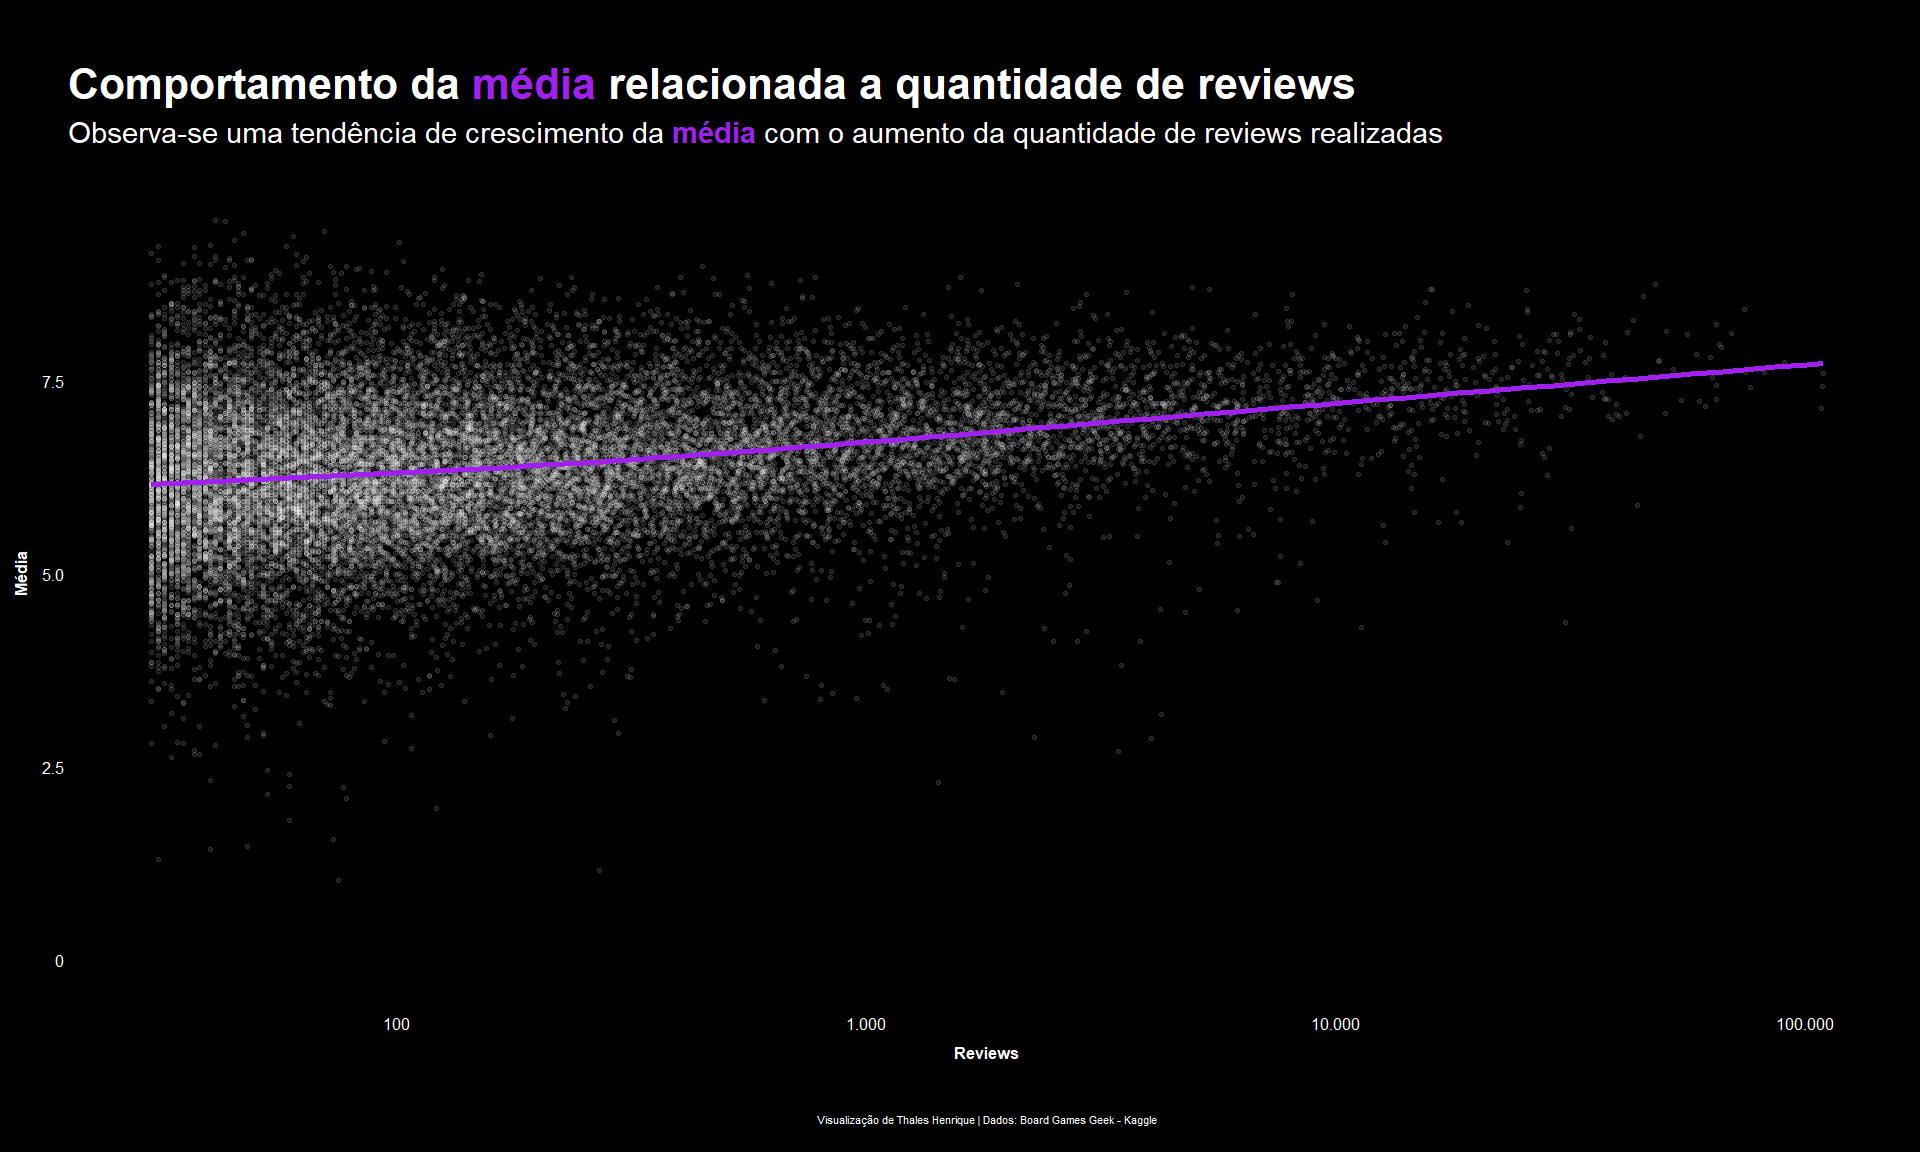 Comportamento da média relacionada a quantidade de reviews
Observa-se uma tendência de crescimento da média com o aumento da quantidade de reviews realizadas
7.5
5.0
2.5
0
Média
100
1.000
10.000
100.000
Reviews
Visualização de Thales Henrique | Dados: Board Games Geek - Kaggle